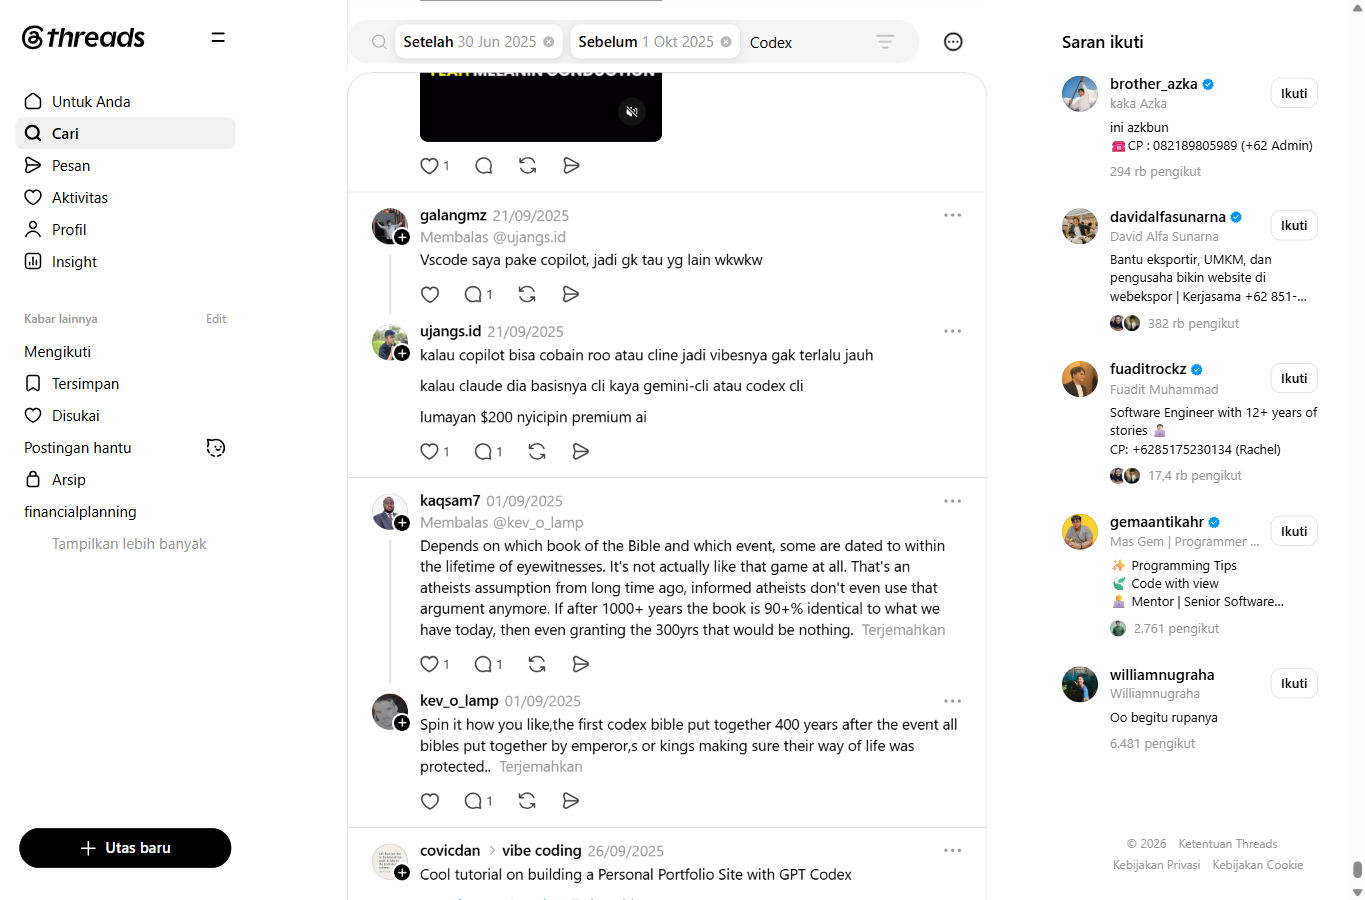 threads
Untuk Anda
Cari
Pesan
Aktivitas
Profil
Insight
Kabar lainnya
Edit
Mengikuti
Tersimpan
Disukai
Postingan hantu
Arsip
financialplanning
Tampilkan lebih banyak
Utas baru
Setelah 30 Jun 2025
Sebelum 1 Okt 2025
Codex
YEAH MELANIN CONDUCTION
1
galangmz 21/09/2025
Membalas @ujangs.id
Vscode saya pake copilot, jadi gk tau yg lain wkwkw
1
ujangs.id 21/09/2025
kalau copilot bisa cobain roo atau cline jadi vibesnya gak terlalu jauh
kalau claude dia basisnya cli kaya gemini-cli atau codex cli
lumayan $200 nyicipin premium ai
1 1
kaqsam7 01/09/2025
Membalas @kev_o_lamp
Depends on which book of the Bible and which event, some are dated to within
the lifetime of eyewitnesses. It's not actually like that game at all. That's an
atheists assumption from long time ago, informed atheists don't even use that
argument anymore. If after 1000+ years the book is 90+% identical to what we
have today, then even granting the 300yrs that would be nothing. Terjemahkan
1 1
kev_o_lamp 01/09/2025
Spin it how you like,the first codex bible put together 400 years after the event all
bibles put together by emperor,s or kings making sure their way of life was
protected.. Terjemahkan
1
covicdan > vibe coding 26/09/2025
Cool tutorial on building a Personal Portfolio Site with GPT Codex
Saran ikuti
brother_azka
kaka Azka
Ikuti
ini azkbun
CP : 082189805989 (+62 Admin)
294 rb pengikut
davidalfasunarna
David Alfa Sunarna
Ikuti
Bantu eksportir, UMKM, dan
pengusaha bikin website di
webekspor | Kerjasama +62 851-...
382 rb pengikut
fuaditrockz
Fuadit Muhammad
Ikuti
Software Engineer with 12+ years of
stories
CP: +6285175230134 (Rachel)
17,4 rb pengikut
gemaantikahr
Mas Gem | Programmer ...
Ikuti
Programming Tips
Code with view
Mentor | Senior Software...
2.761 pengikut
williamnugraha
Williamnugraha
Ikuti
Oo begitu rupanya
6.481 pengikut
© 2026 Ketentuan Threads
Kebijakan Privasi Kebijakan Cookie